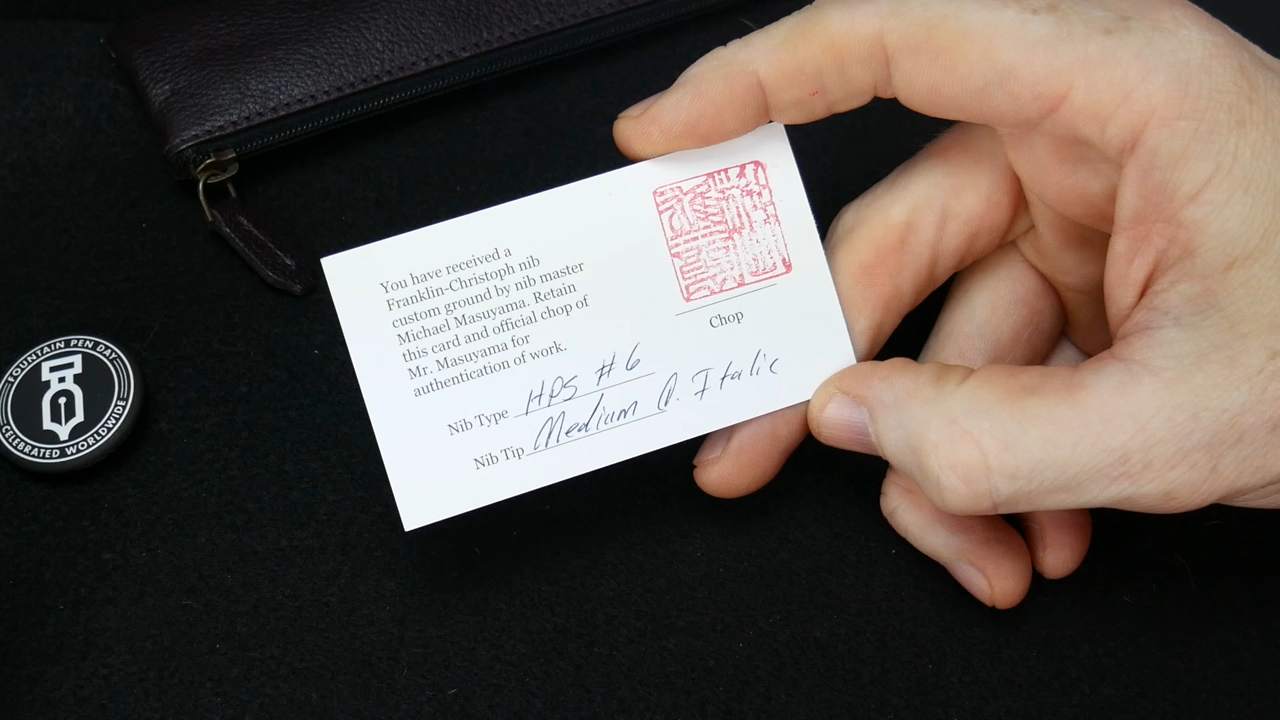 You have received a
Franklin-Christoph nib
custom ground by nib master
Michael Masuyama. Retain
this card and official chop of
Mr. Masuyama for
authentication of work.
Chop
Nib Type HPS #6
Nib Tip Medium Italic
FOUNTAIN PEN DAY
CELEBRATED WORLDWIDE